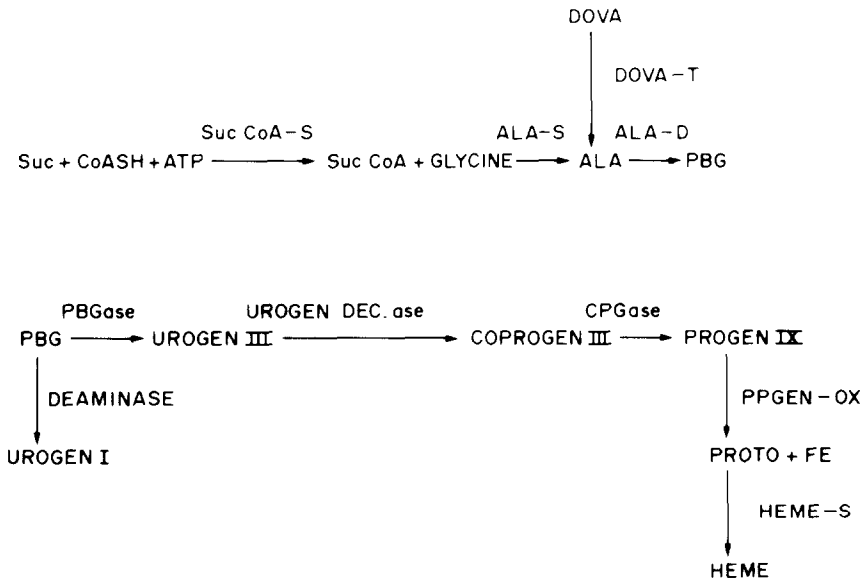 DOVA
DOVA-T
Suc CoA-S
ALA-S
ALA-D
Suc + CoASH + ATP
Suc CoA + GLYCINE
ALA
PBG
PBGase
UROGEN DEC.ase
CPGase
PBG
UROGEN III
COPROGEN III
PROGEN IX
DEAMINASE
PPGEN-OX
UROGEN I
PROTO + FE
HEME-S
HEME